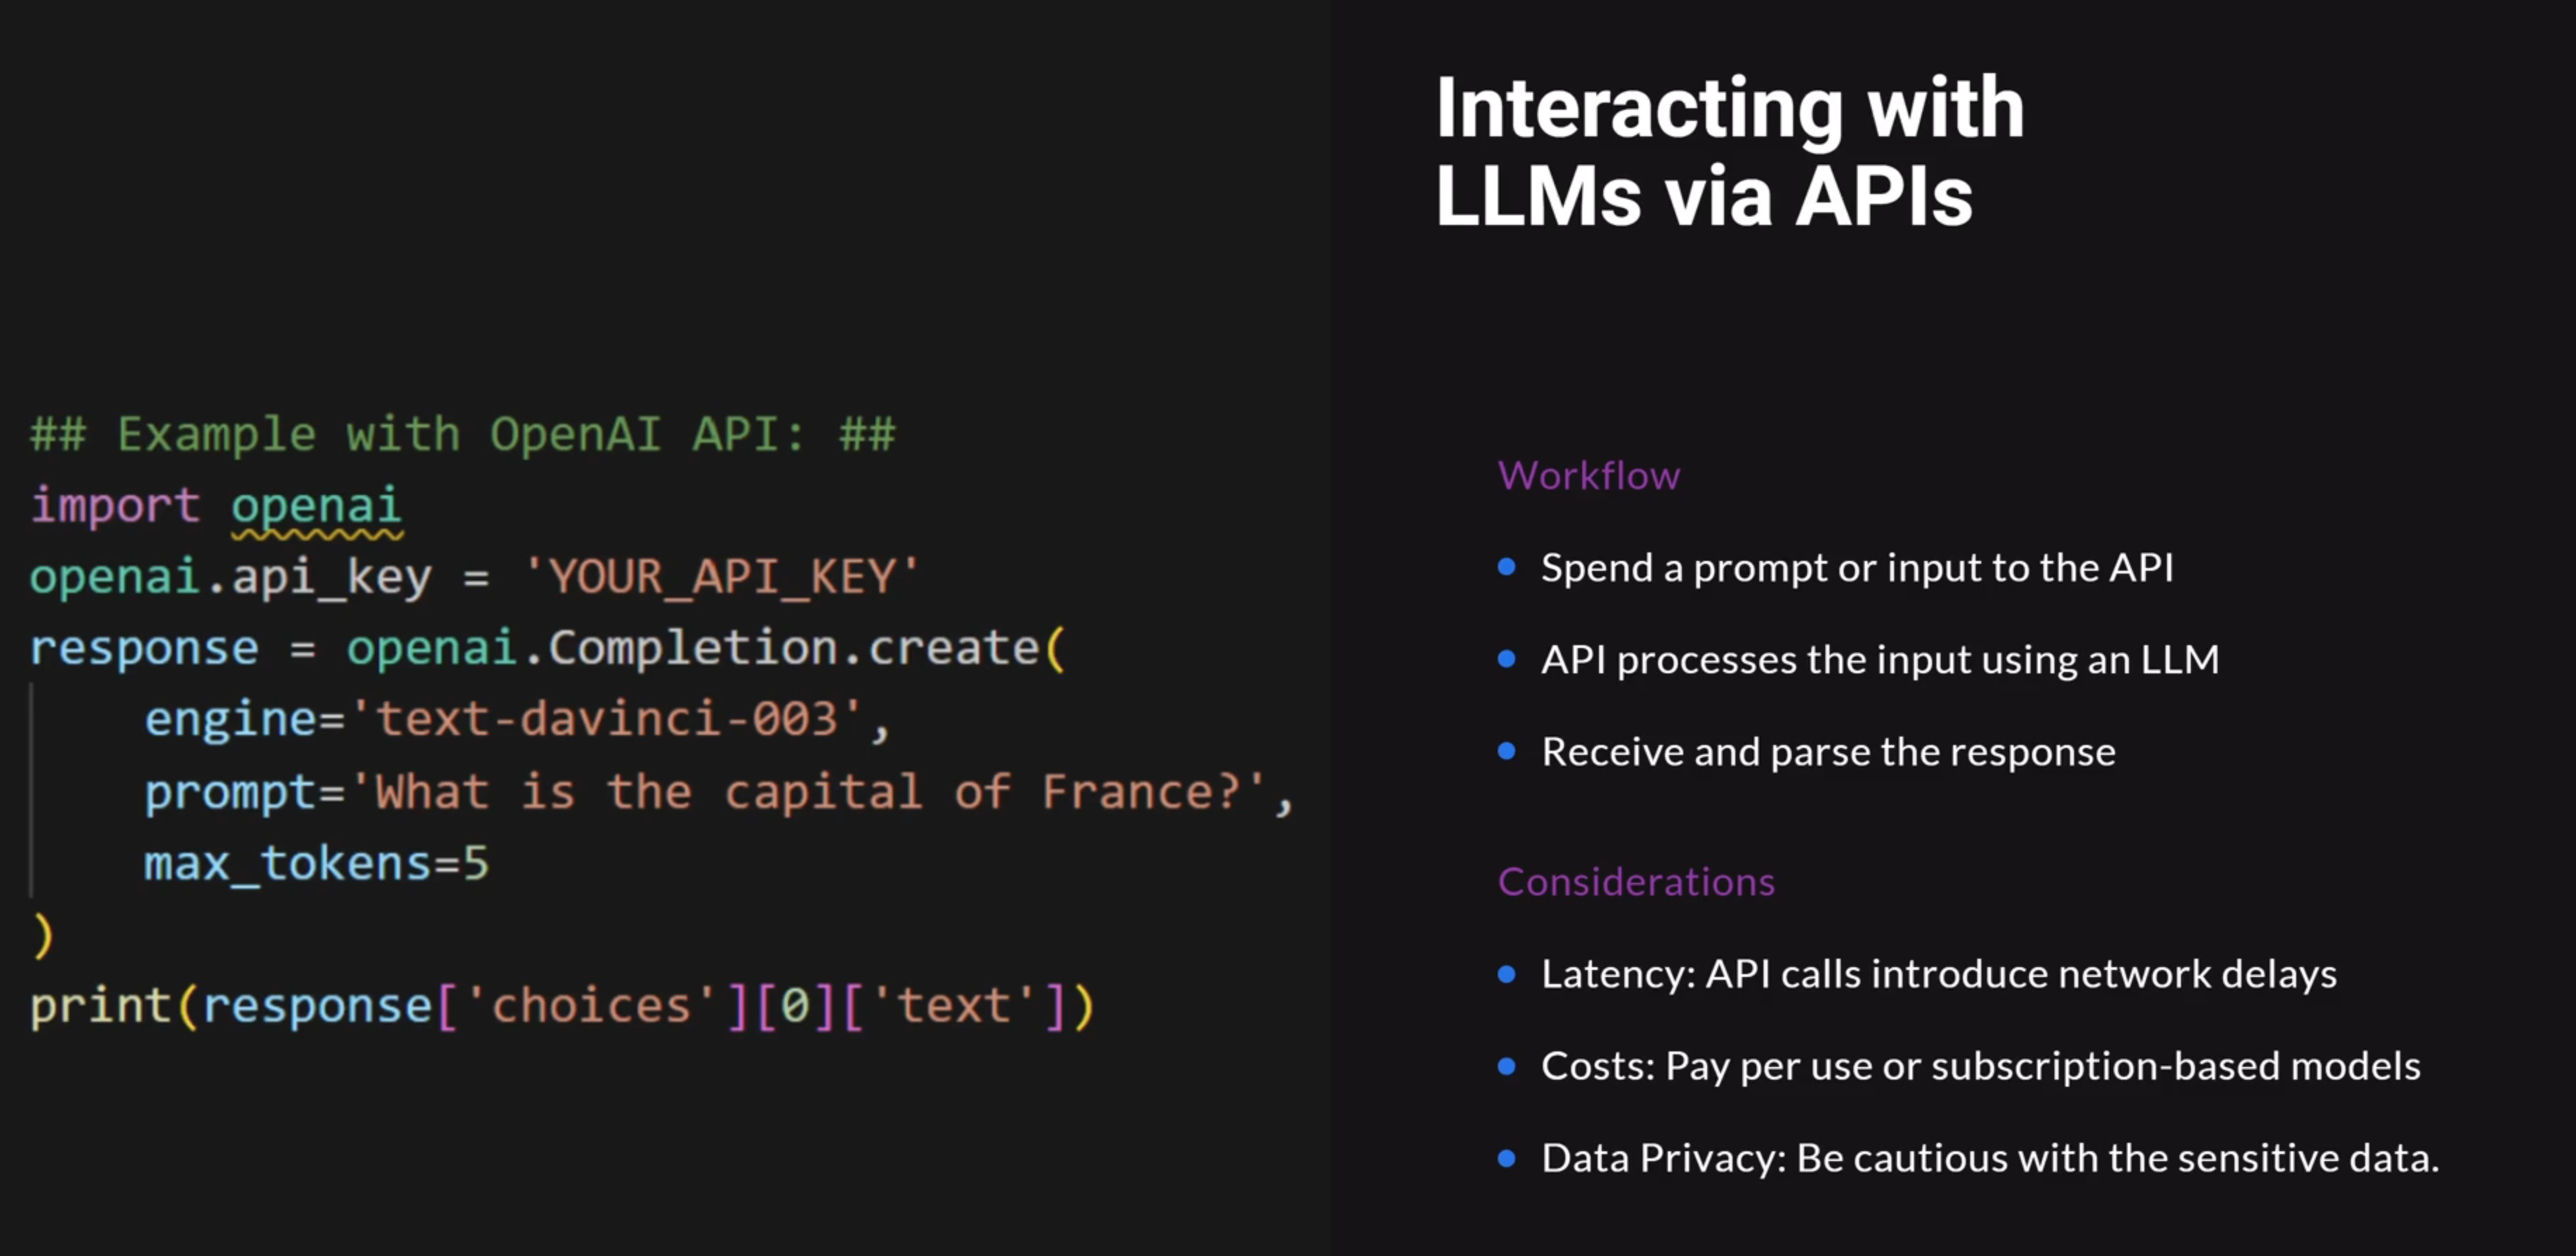 ## Example with OpenAI API: ##
import openai
openai.api_key = 'YOUR_API_KEY'
response = openai.Completion.create(
    engine='text-davinci-003',
    prompt='What is the capital of France?',
    max_tokens=5
)
print(response['choices'][0]['text'])
Interacting with
LLMs via APIs
Workflow
• Spend a prompt or input to the API
• API processes the input using an LLM
• Receive and parse the response
Considerations
• Latency: API calls introduce network delays
• Costs: Pay per use or subscription-based models
• Data Privacy: Be cautious with the sensitive data.